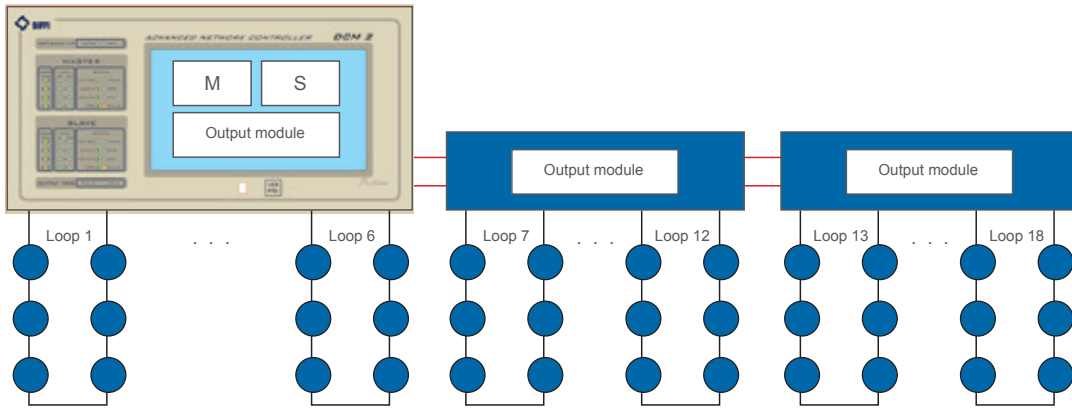 sim
ADVANCED NETWORK CONTROLLER DCM 2
MASTER
SLAVE
M
S
Output module
Output module
Output module
Loop 1
. . .
Loop 6
Loop 7
. . .
Loop 12
Loop 13
. . .
Loop 18